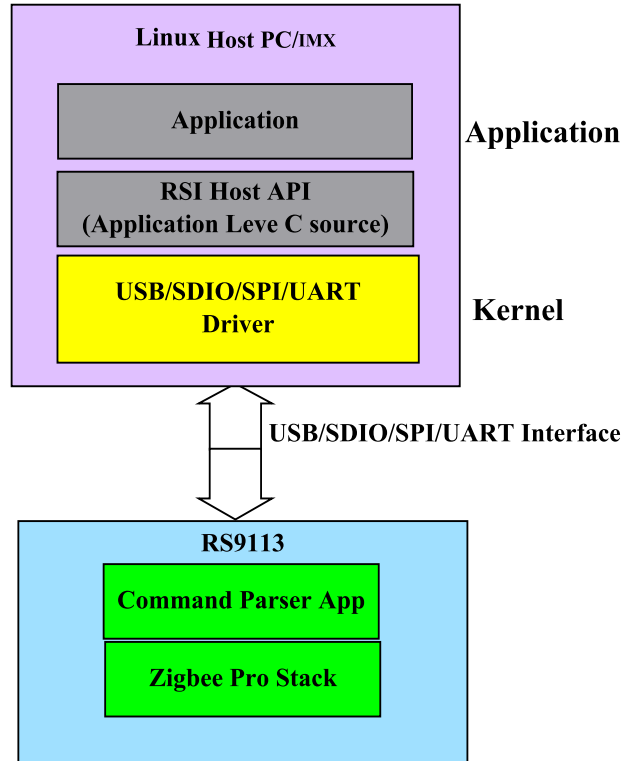 Linux Host PC/IMX
Application
Application
RSI Host API
(Application Leve C source)
USB/SDIO/SPI/UART
Driver
Kernel
USB/SDIO/SPI/UART Interface
RS9113
Command Parser App
Zigbee Pro Stack